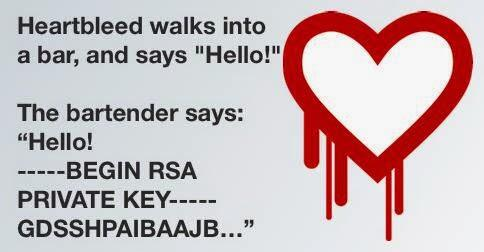 Heartbleed walks into
a bar, and says "Hello!"
The bartender says:
“Hello!
-----BEGIN RSA
PRIVATE KEY-----
GDSSHPAIBAAJB…”